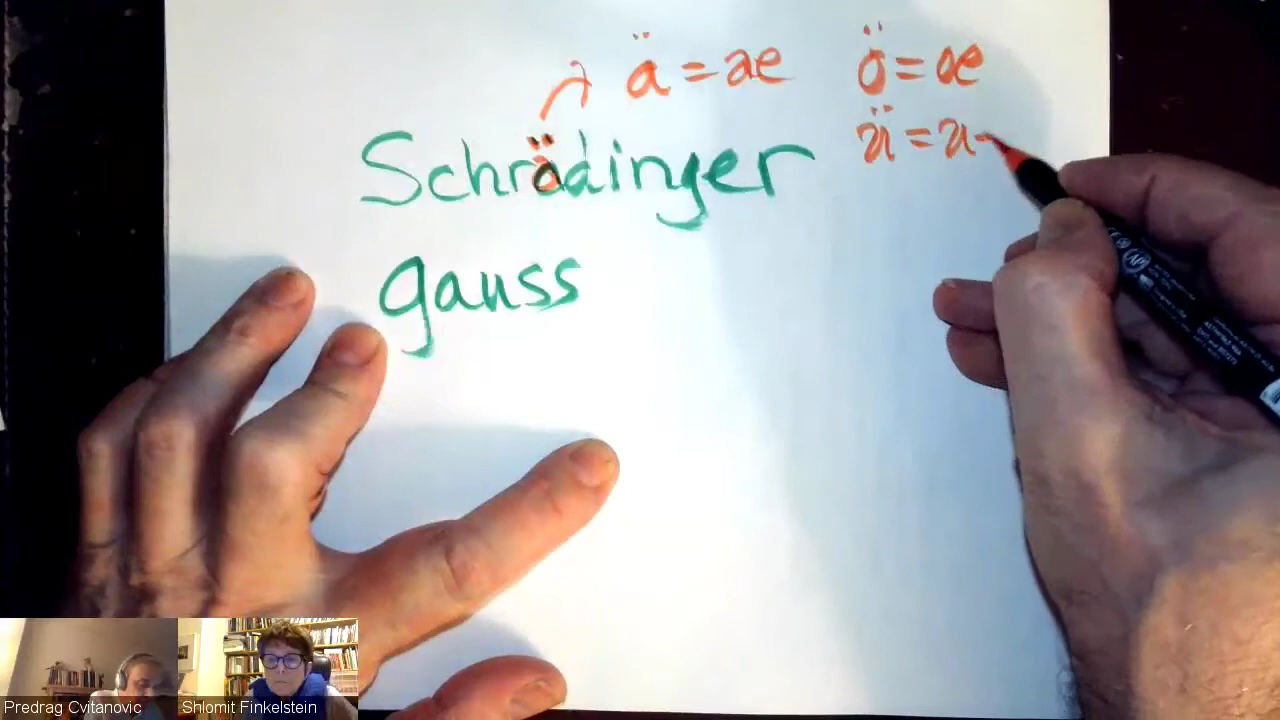 ä = ae ö = oe
ü = u
Schrödinger
gauss
Predrag Cvitanovic Shlomit Finkelstein